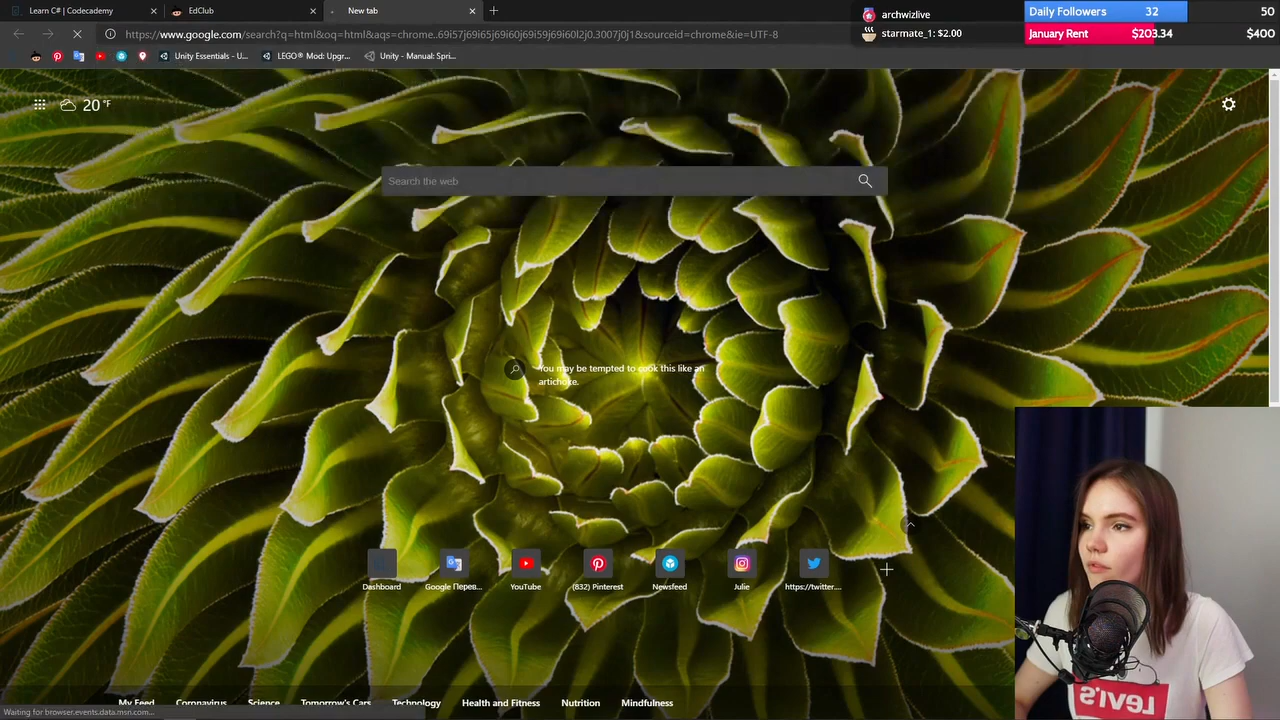 Learn C# | Codecademy
EdClub
New tab
https://www.google.com/search?q=html&oq=html&aqs=chrome..69i57j69i65j69i60j69i59j69i60l2j0.3007j0j1&sourceid=chrome&ie=UTF-8
archwizlive
starmate_1: $2.00
Daily Followers 32 50
January Rent $203.34 $400
Unity Essentials - U...
LEGO® Mod: Upgr...
Unity - Manual: Spri...
20 °F
Search the web
You may be tempted to cook this like an
artichoke.
Dashboard
Google Перев...
YouTube
(832) Pinterest
Newsfeed
Julie
https://twitter....
My Feed
Coronavirus
Science
Tomorrow's Cars
Technology
Health and Fitness
Nutrition
Mindfulness
Waiting for browser.events.data.msn.com...
LEVI'S